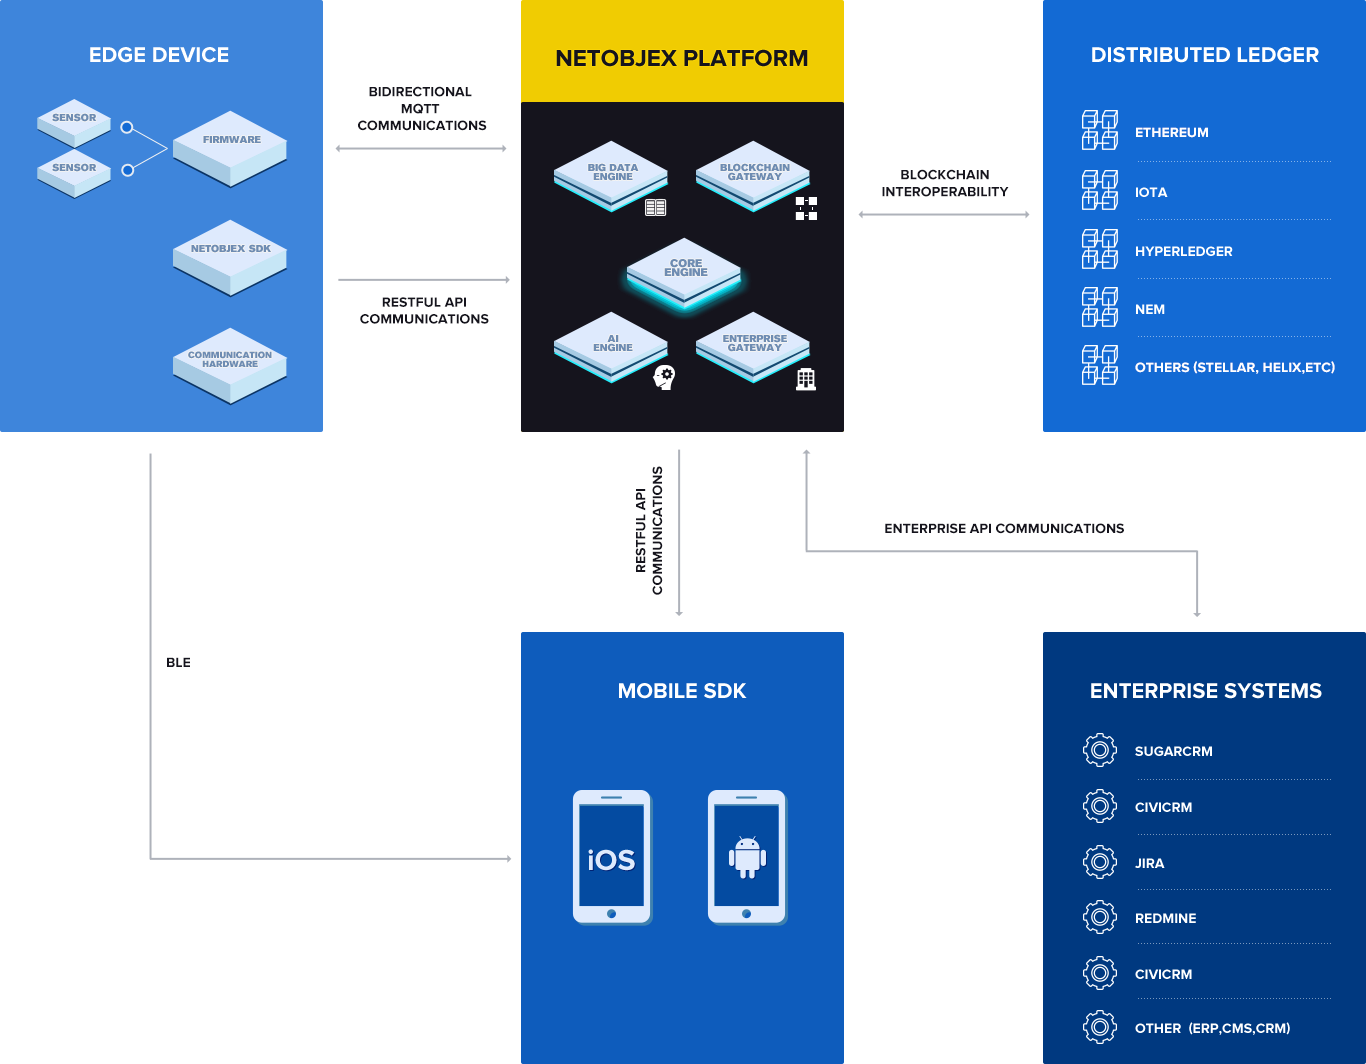 EDGE DEVICE
SENSOR
SENSOR
FIRMWARE
NETOBJEX SDK
COMMUNICATION
HARDWARE
BIDIRECTIONAL
MQTT
COMMUNICATIONS
RESTFUL API
COMMUNICATIONS
NETOBJEX PLATFORM
BIG DATA
ENGINE
BLOCKCHAIN
GATEWAY
CORE
ENGINE
AI
ENGINE
ENTERPRISE
GATEWAY
BLOCKCHAIN
INTEROPERABILITY
DISTRIBUTED LEDGER
ETHEREUM
IOTA
HYPERLEDGER
NEM
OTHERS (STELLAR, HELIX,ETC)
RESTFUL API
COMMUNICATIONS
ENTERPRISE API COMMUNICATIONS
BLE
MOBILE SDK
iOS
ENTERPRISE SYSTEMS
SUGARCRM
CIVICRM
JIRA
REDMINE
CIVICRM
OTHER (ERP,CMS,CRM)